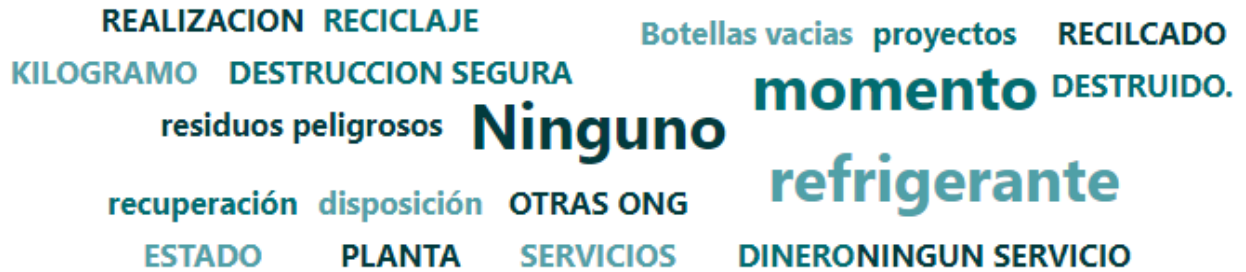 REALIZACION RECICLAJE
Botellas vacias proyectos RECILCADO
KILOGRAMO DESTRUCCION SEGURA
momento DESTRUIDO.
residuos peligrosos Ninguno
refrigerante
recuperación disposición OTRAS ONG
ESTADO PLANTA SERVICIOS DINERONINGUN SERVICIO